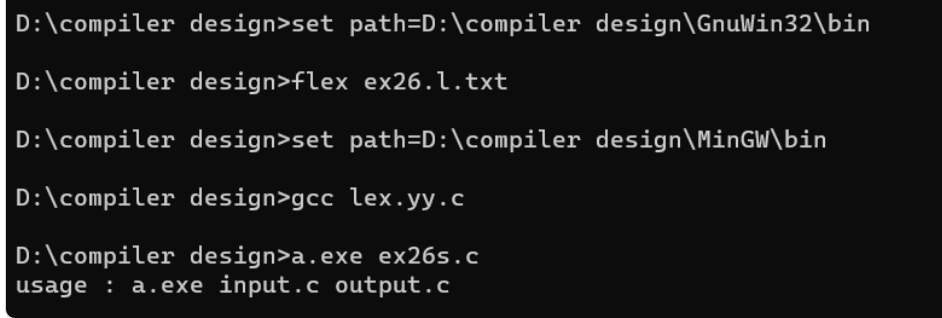 D:\compiler design>set path=D:\compiler design\GnuWin32\bin
D:\compiler design>flex ex26.l.txt
D:\compiler design>set path=D:\compiler design\MinGW\bin
D:\compiler design>gcc lex.yy.c
D:\compiler design>a.exe ex26s.c
usage : a.exe input.c output.c